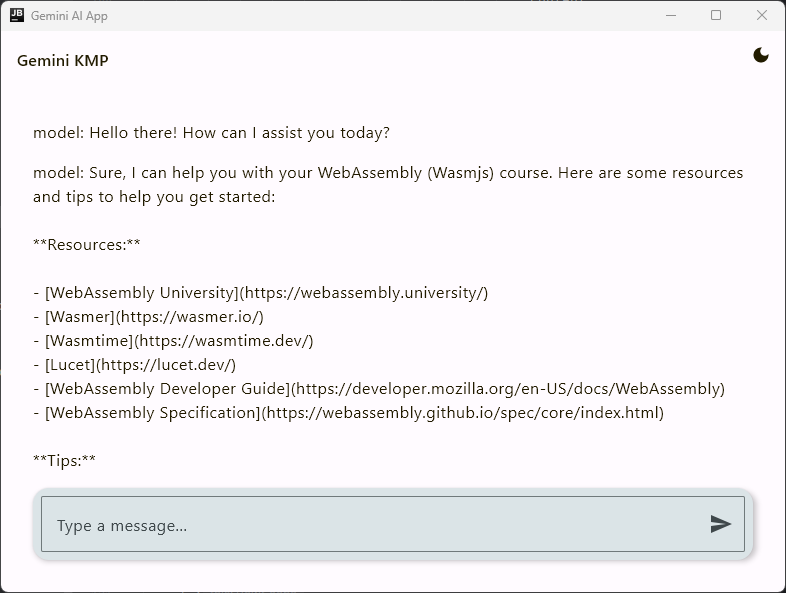 JB
Gemini AI App
Gemini KMP
model: Hello there! How can I assist you today?
model: Sure, I can help you with your WebAssembly (Wasmjs) course. Here are some resources
and tips to help you get started:
**Resources:**
- [WebAssembly University](https://webassembly.university/)
- [Wasmer](https://wasmer.io/)
- [Wasmtime](https://wasmtime.dev/)
- [Lucet](https://lucet.dev/)
- [WebAssembly Developer Guide](https://developer.mozilla.org/en-US/docs/WebAssembly)
- [WebAssembly Specification](https://webassembly.github.io/spec/core/index.html)
**Tips:**
Type a message...